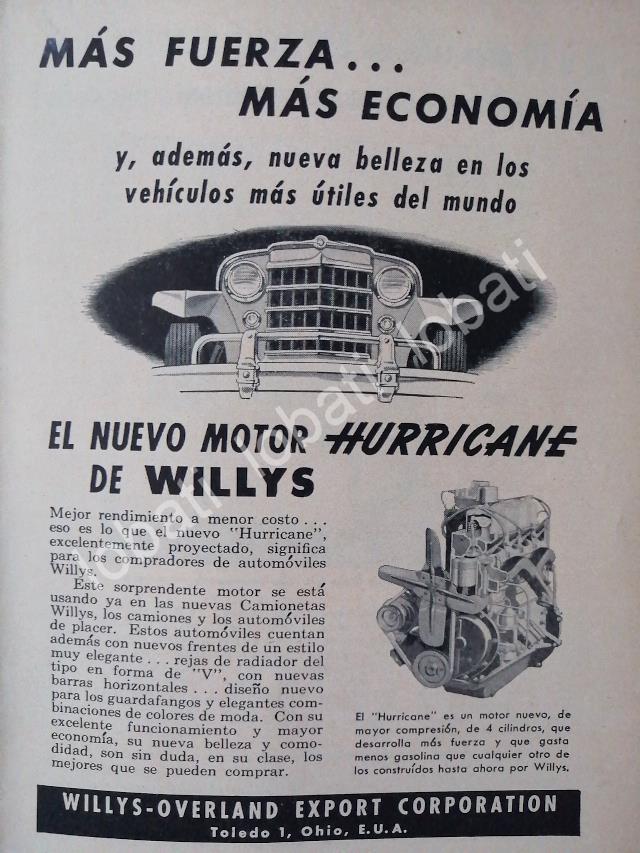 MÁS FUERZA...
MÁS ECONOMÍA
y, además, nueva belleza en los
vehículos más útiles del mundo
EL NUEVO MOTOR HURRICANE
DE WILLYS
Mejor rendimiento a menor costo...
eso es lo que el nuevo "Hurricane",
excelentemente proyectado, significa
para los compradores de automóviles
Willys.
Este sorprendente motor se está
usando ya en las nuevas Camionetas
Willys, los camiones y los automóviles
de placer. Estos automóviles cuentan
además con nuevos frentes de un estilo
muy elegante... rejas de radiador del
tipo en forma de "V", con nuevas
barras horizontales... diseño nuevo
para los guardafangos y elegantes com-
binaciones de colores de moda. Con su
excelente funcionamiento y mayor
economía, su nueva belleza y como-
didad, son sin duda, en su clase, los
mejores que se pueden comprar.
El "Hurricane" es un motor nuevo, de
mayor compresión, de 4 cilindros, que
desarrolla más fuerza y que gasta
menos gasolina que cualquier otro de
los construídos hasta ahora por Willys.
WILLYS-OVERLAND EXPORT CORPORATION
Toledo 1, Ohio, E.U.A.
lobati lobati lobati lobati